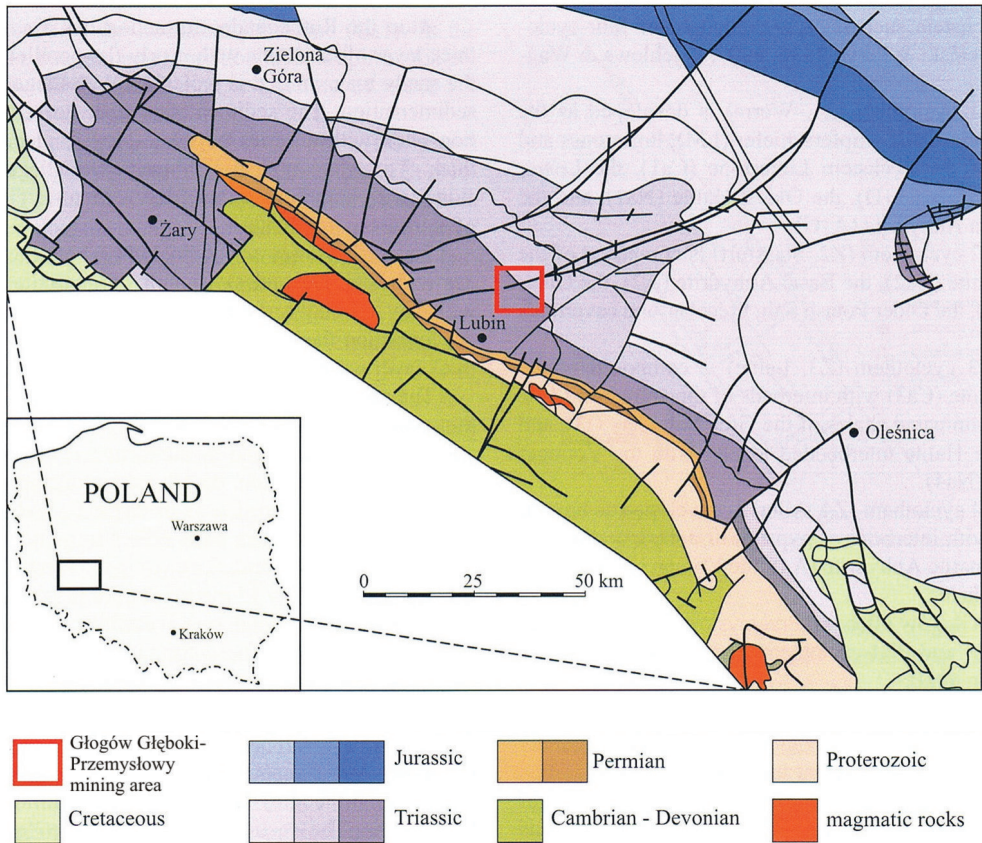 Zielona
Góra
Żary
Lubin
Oleśnica
POLAND
Warszawa
Kraków
0 25 50 km
Głogów Głęboki-
Przemysłowy
mining area
Jurassic
Permian
Proterozoic
Cretaceous
Triassic
Cambrian - Devonian
magmatic rocks